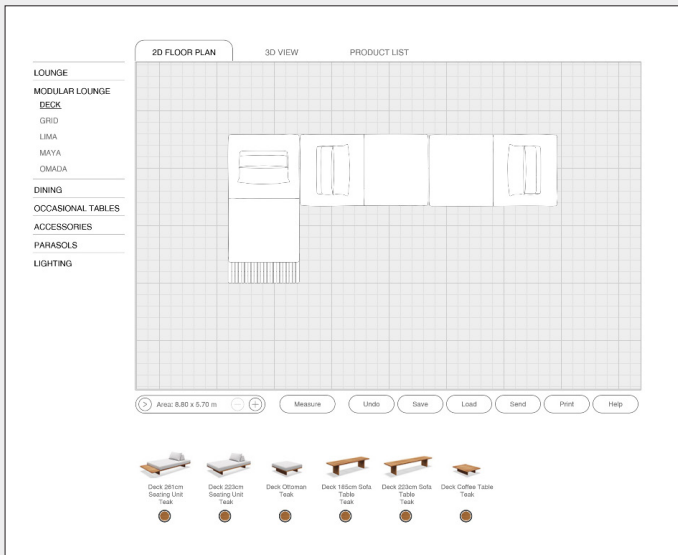 2D FLOOR PLAN
3D VIEW
PRODUCT LIST
LOUNGE
MODULAR LOUNGE
DECK
GRID
LIMA
MAYA
OMADA
DINING
OCCASIONAL TABLES
ACCESSORIES
PARASOLS
LIGHTING
> Area: 8.80 x 5.70 m − +
Measure
Undo
Save
Load
Send
Print
Help
Deck 261cm
Seating Unit
Teak
Deck 223cm
Seating Unit
Teak
Deck Ottoman
Teak
Deck 185cm Sofa
Table
Teak
Deck 223cm Sofa
Table
Teak
Deck Coffee Table
Teak